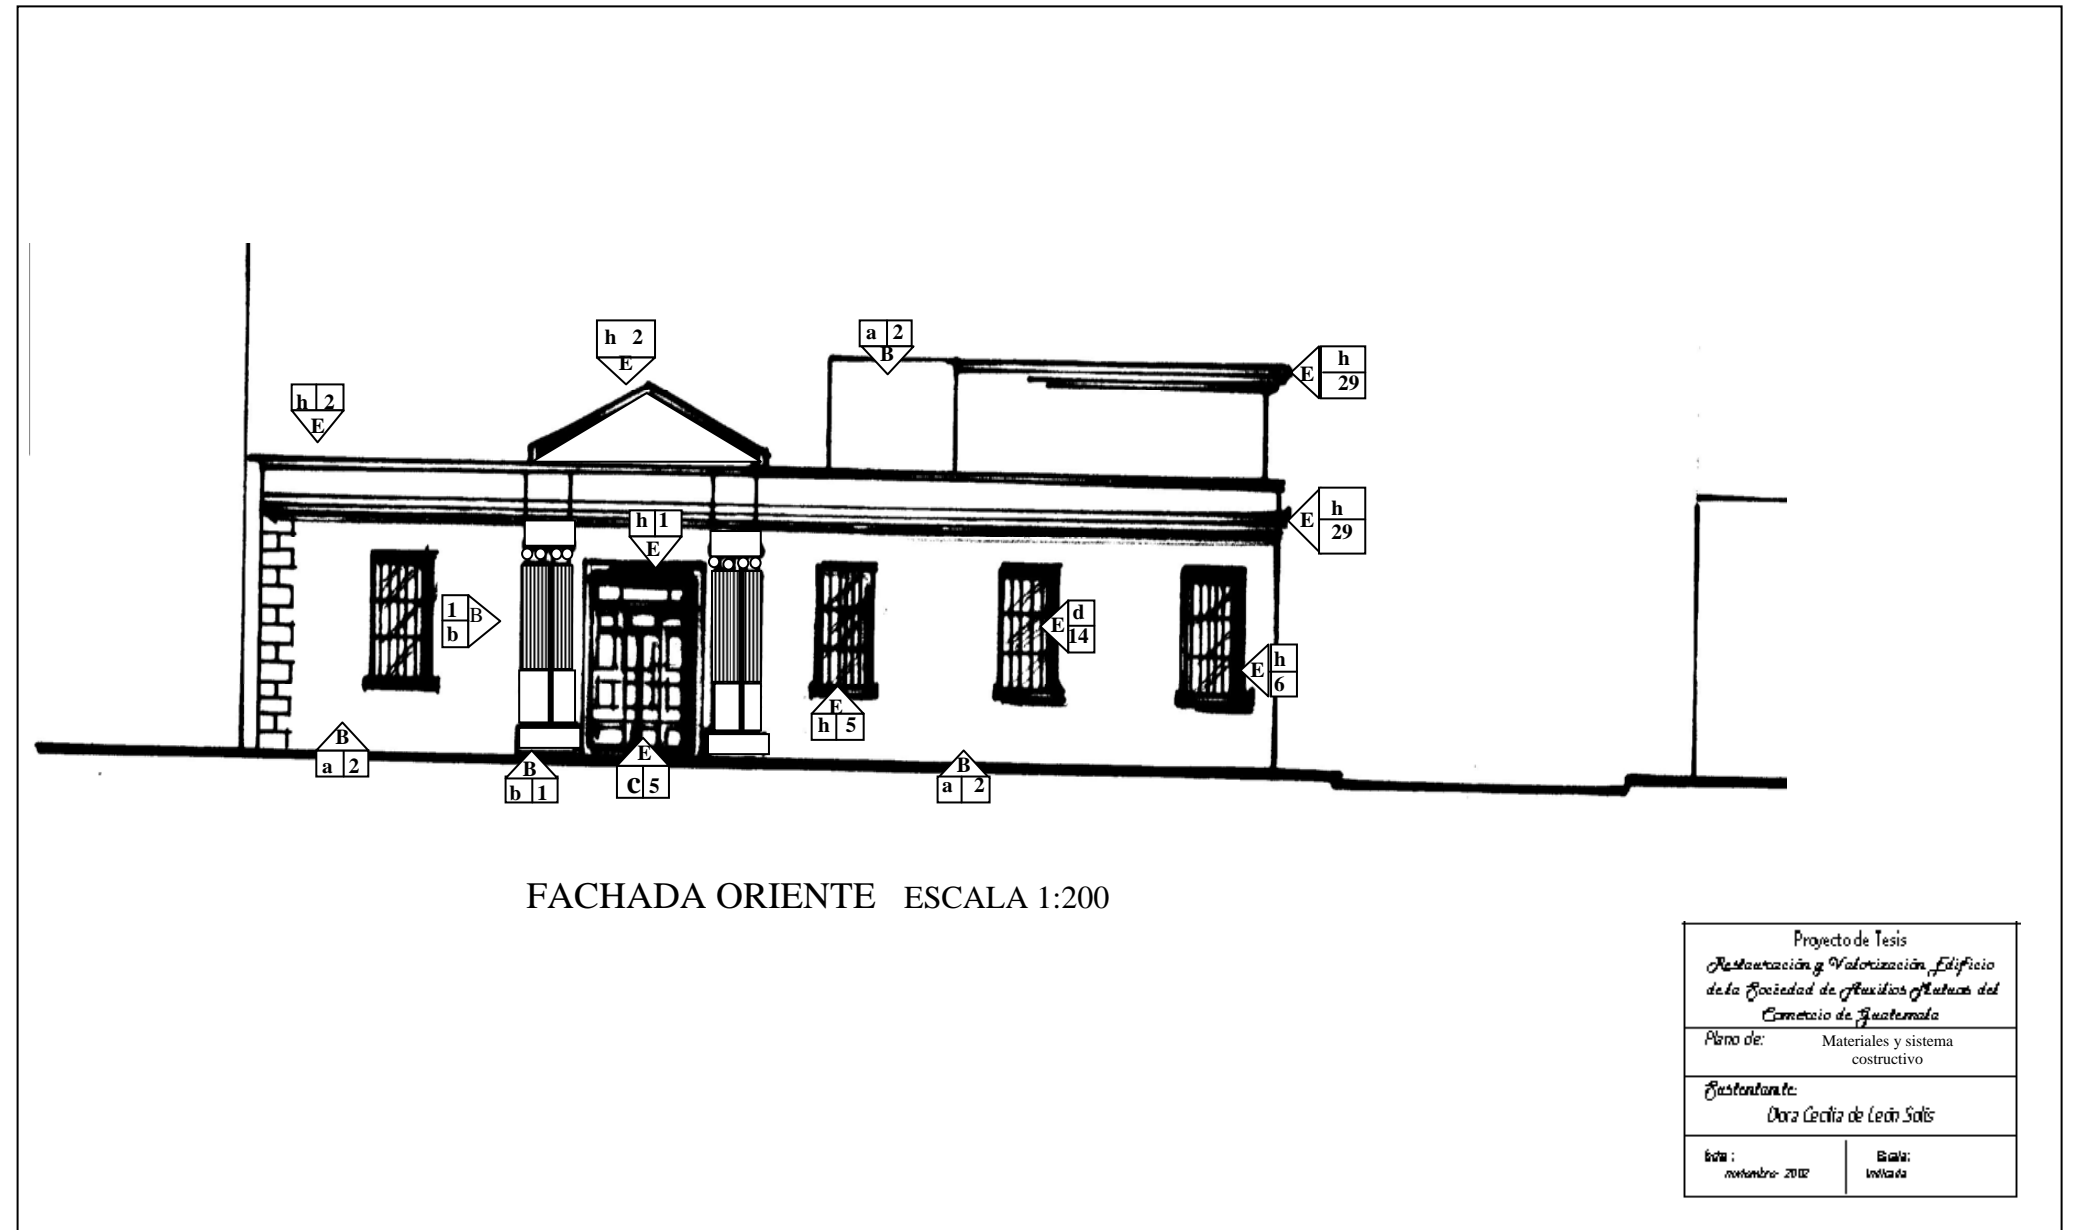 h 2
E
a 2
B
h
E
29
h 2
E
h
E
29
h 1
E
1 B
b
d
E
14
h
E
6
E
h 5
B
a 2
B
b 1
E
c 5
B
a 2
FACHADA ORIENTE ESCALA 1:200
Proyecto de Tesis
Restauración y Valorización Edificio
de la Sociedad de Auxilios Mutuos del
Comercio de Guatemala
Plano de: Materiales y sistema
costructivo
Sustentante:
Cecilia de León Solís
fecha : Escala:
noviembre- 2002 Indicada